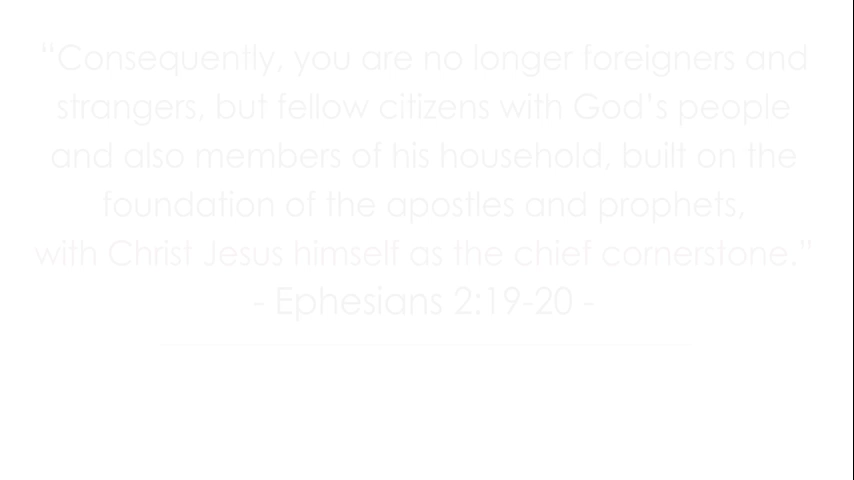 “Consequently, you are no longer foreigners and
strangers, but fellow citizens with God’s people
and also members of his household, built on the
foundation of the apostles and prophets,
with Christ Jesus himself as the chief cornerstone.”
- Ephesians 2:19-20 -